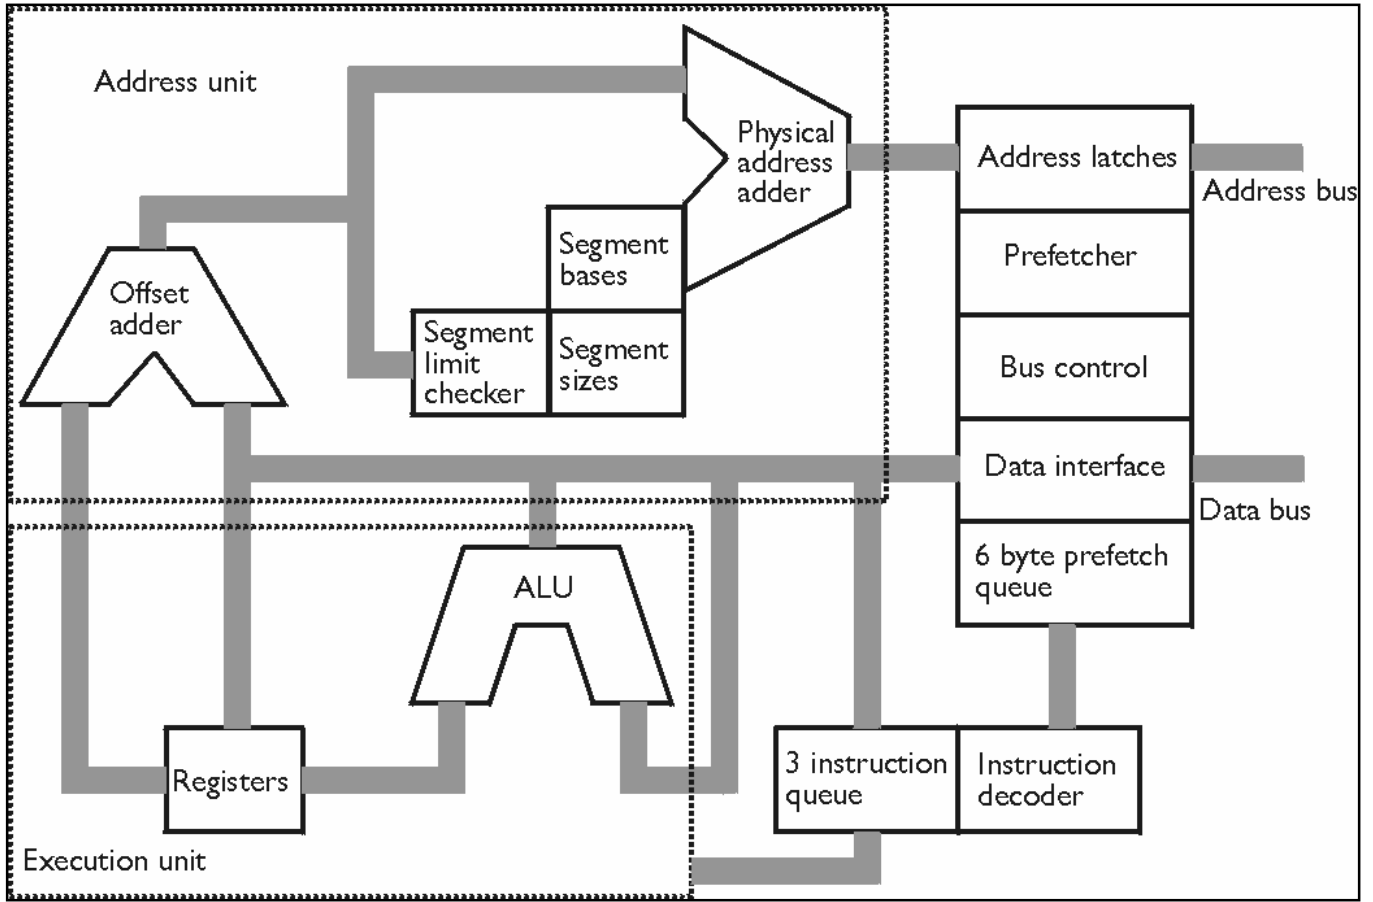 Address unit
Physical
address
adder
Address latches
Address bus
Prefetcher
Segment
bases
Offset
adder
Segment
limit
checker
Segment
sizes
Bus control
Data interface
Data bus
6 byte prefetch
queue
ALU
Registers
3 instruction
queue
Instruction
decoder
Execution unit